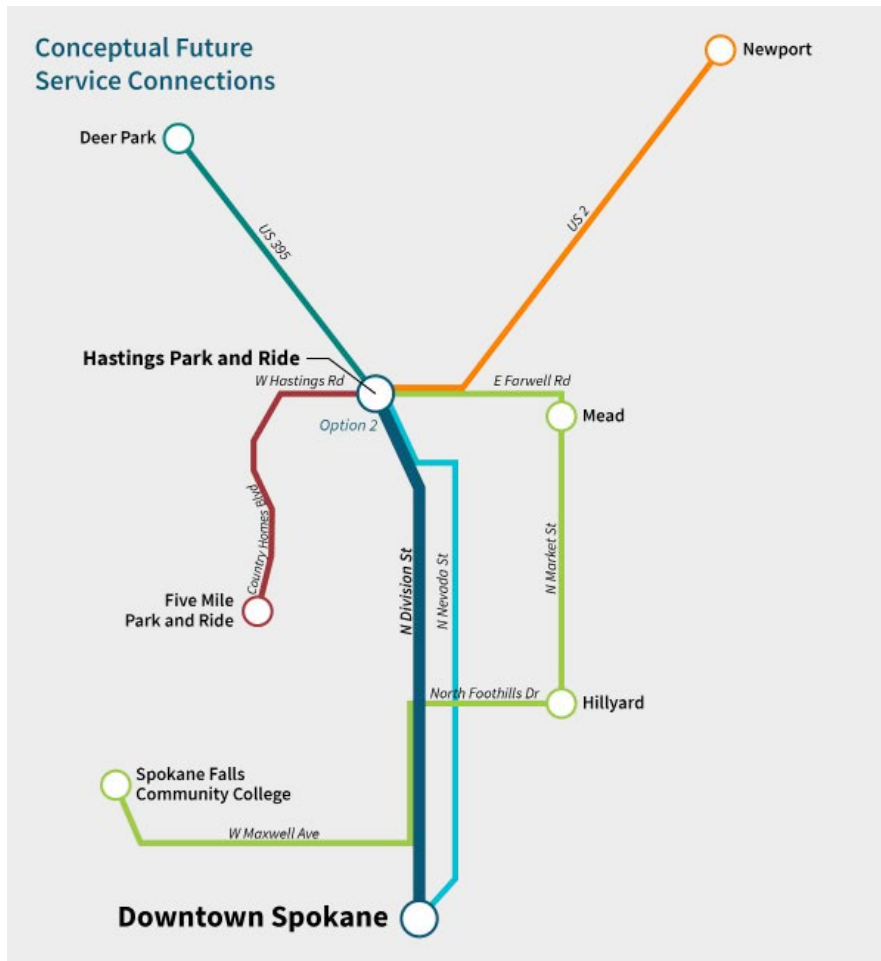 Conceptual Future
Service Connections
Newport
Deer Park
US 395
US 2
Hastings Park and Ride
W Hastings Rd
E Farwell Rd
Option 2
Mead
Country Homes Blvd
N Division St
N Nevada St
N Market St
Five Mile
Park and Ride
North Foothills Dr
Hillyard
Spokane Falls
Community College
W Maxwell Ave
Downtown Spokane